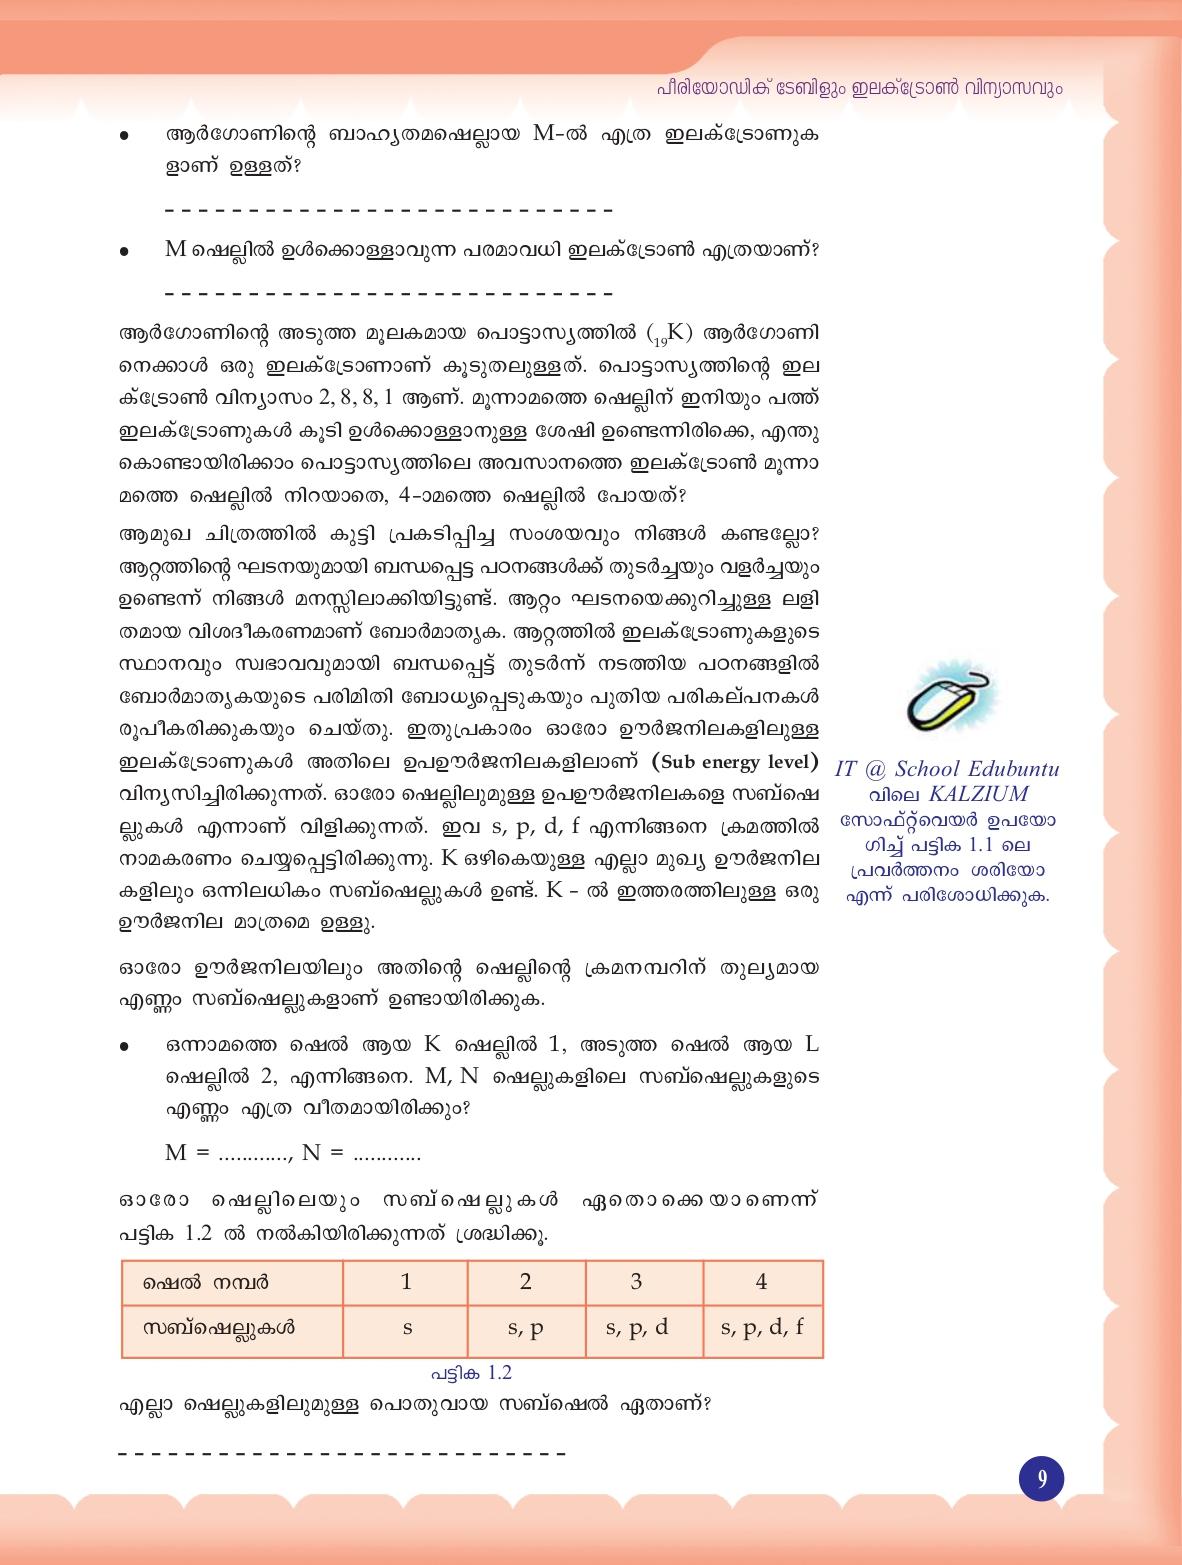 പീരിയോഡിക് ടേബിളും ഇലക്ട്രോൺ വിന്യാസവും
• ആർഗോണിന്റെ ബാഹ്യതമഷെല്ലായ M-ൽ എത്ര ഇലക്ട്രോണുക
ളാണ് ഉള്ളത്?
• M ഷെല്ലിൽ ഉൾക്കൊള്ളാവുന്ന പരമാവധി ഇലക്ട്രോൺ എത്രയാണ്?
ആർഗോണിന്റെ അടുത്ത മൂലകമായ പൊട്ടാസ്യത്തിൽ (₁₉K) ആർഗോണി
നെക്കാൾ ഒരു ഇലക്ട്രോണാണ് കൂടുതലുള്ളത്. പൊട്ടാസ്യത്തിന്റെ ഇല
ക്ട്രോൺ വിന്യാസം 2, 8, 8, 1 ആണ്. മൂന്നാമത്തെ ഷെല്ലിന് ഇനിയും പത്ത്
ഇലക്ട്രോണുകൾ കൂടി ഉൾക്കൊള്ളാനുള്ള ശേഷി ഉണ്ടെന്നിരിക്കെ, എന്തു
കൊണ്ടായിരിക്കാം പൊട്ടാസ്യത്തിലെ അവസാനത്തെ ഇലക്ട്രോൺ മൂന്നാ
മത്തെ ഷെല്ലിൽ നിറയാതെ, 4-ാമത്തെ ഷെല്ലിൽ പോയത്?
ആമുഖ ചിത്രത്തിൽ കുട്ടി പ്രകടിപ്പിച്ച സംശയവും നിങ്ങൾ കണ്ടല്ലോ?
ആറ്റത്തിന്റെ ഘടനയുമായി ബന്ധപ്പെട്ട പഠനങ്ങൾക്ക് തുടർച്ചയും വളർച്ചയും
ഉണ്ടെന്ന് നിങ്ങൾ മനസ്സിലാക്കിയിട്ടുണ്ട്. ആറ്റം ഘടനയെക്കുറിച്ചുള്ള ലളി
തമായ വിശദീകരണമാണ് ബോർമാതൃക. ആറ്റത്തിൽ ഇലക്ട്രോണുകളുടെ
സ്ഥാനവും സ്വഭാവവുമായി ബന്ധപ്പെട്ട് തുടർന്ന് നടത്തിയ പഠനങ്ങളിൽ
ബോർമാതൃകയുടെ പരിമിതി ബോധ്യപ്പെടുകയും പുതിയ പരികല്പനകൾ
രൂപീകരിക്കുകയും ചെയ്തു. ഇതുപ്രകാരം ഓരോ ഊർജനിലകളിലുള്ള
ഇലക്ട്രോണുകൾ അതിലെ ഉപഊർജനിലകളിലാണ് (Sub energy level)
വിന്യസിച്ചിരിക്കുന്നത്. ഓരോ ഷെല്ലിലുമുള്ള ഉപഊർജനിലകളെ സബ്ഷെ
ല്ലുകൾ എന്നാണ് വിളിക്കുന്നത്. ഇവ s, p, d, f എന്നിങ്ങനെ ക്രമത്തിൽ
നാമകരണം ചെയ്യപ്പെട്ടിരിക്കുന്നു. K ഒഴികെയുള്ള എല്ലാ മുഖ്യ ഊർജനില
കളിലും ഒന്നിലധികം സബ്ഷെല്ലുകൾ ഉണ്ട്. K - ൽ ഇത്തരത്തിലുള്ള ഒരു
ഊർജനില മാത്രമെ ഉള്ളു.
ഓരോ ഊർജനിലയിലും അതിന്റെ ഷെല്ലിന്റെ ക്രമനമ്പറിന് തുല്യമായ
എണ്ണം സബ്ഷെല്ലുകളാണ് ഉണ്ടായിരിക്കുക.
• ഒന്നാമത്തെ ഷെൽ ആയ K ഷെല്ലിൽ 1, അടുത്ത ഷെൽ ആയ L
ഷെല്ലിൽ 2, എന്നിങ്ങനെ. M, N ഷെല്ലുകളിലെ സബ്ഷെല്ലുകളുടെ
എണ്ണം എത്ര വീതമായിരിക്കും?
M = ............, N = ............
ഓരോ ഷെല്ലിലെയും സബ്ഷെല്ലുകൾ ഏതൊക്കെയാണെന്ന്
പട്ടിക 1.2 ൽ നൽകിയിരിക്കുന്നത് ശ്രദ്ധിക്കൂ.
ഷെൽ നമ്പർ 1 2 3 4
സബ്ഷെല്ലുകൾ s s, p s, p, d s, p, d, f
പട്ടിക 1.2
എല്ലാ ഷെല്ലുകളിലുമുള്ള പൊതുവായ സബ്ഷെൽ ഏതാണ്?
IT @ School Edubuntu
വിലെ KALZIUM
സോഫ്റ്റ്‌വെയർ ഉപയോ
ഗിച്ച് പട്ടിക 1.1 ലെ
പ്രവർത്തനം ശരിയോ
എന്ന് പരിശോധിക്കുക.
9